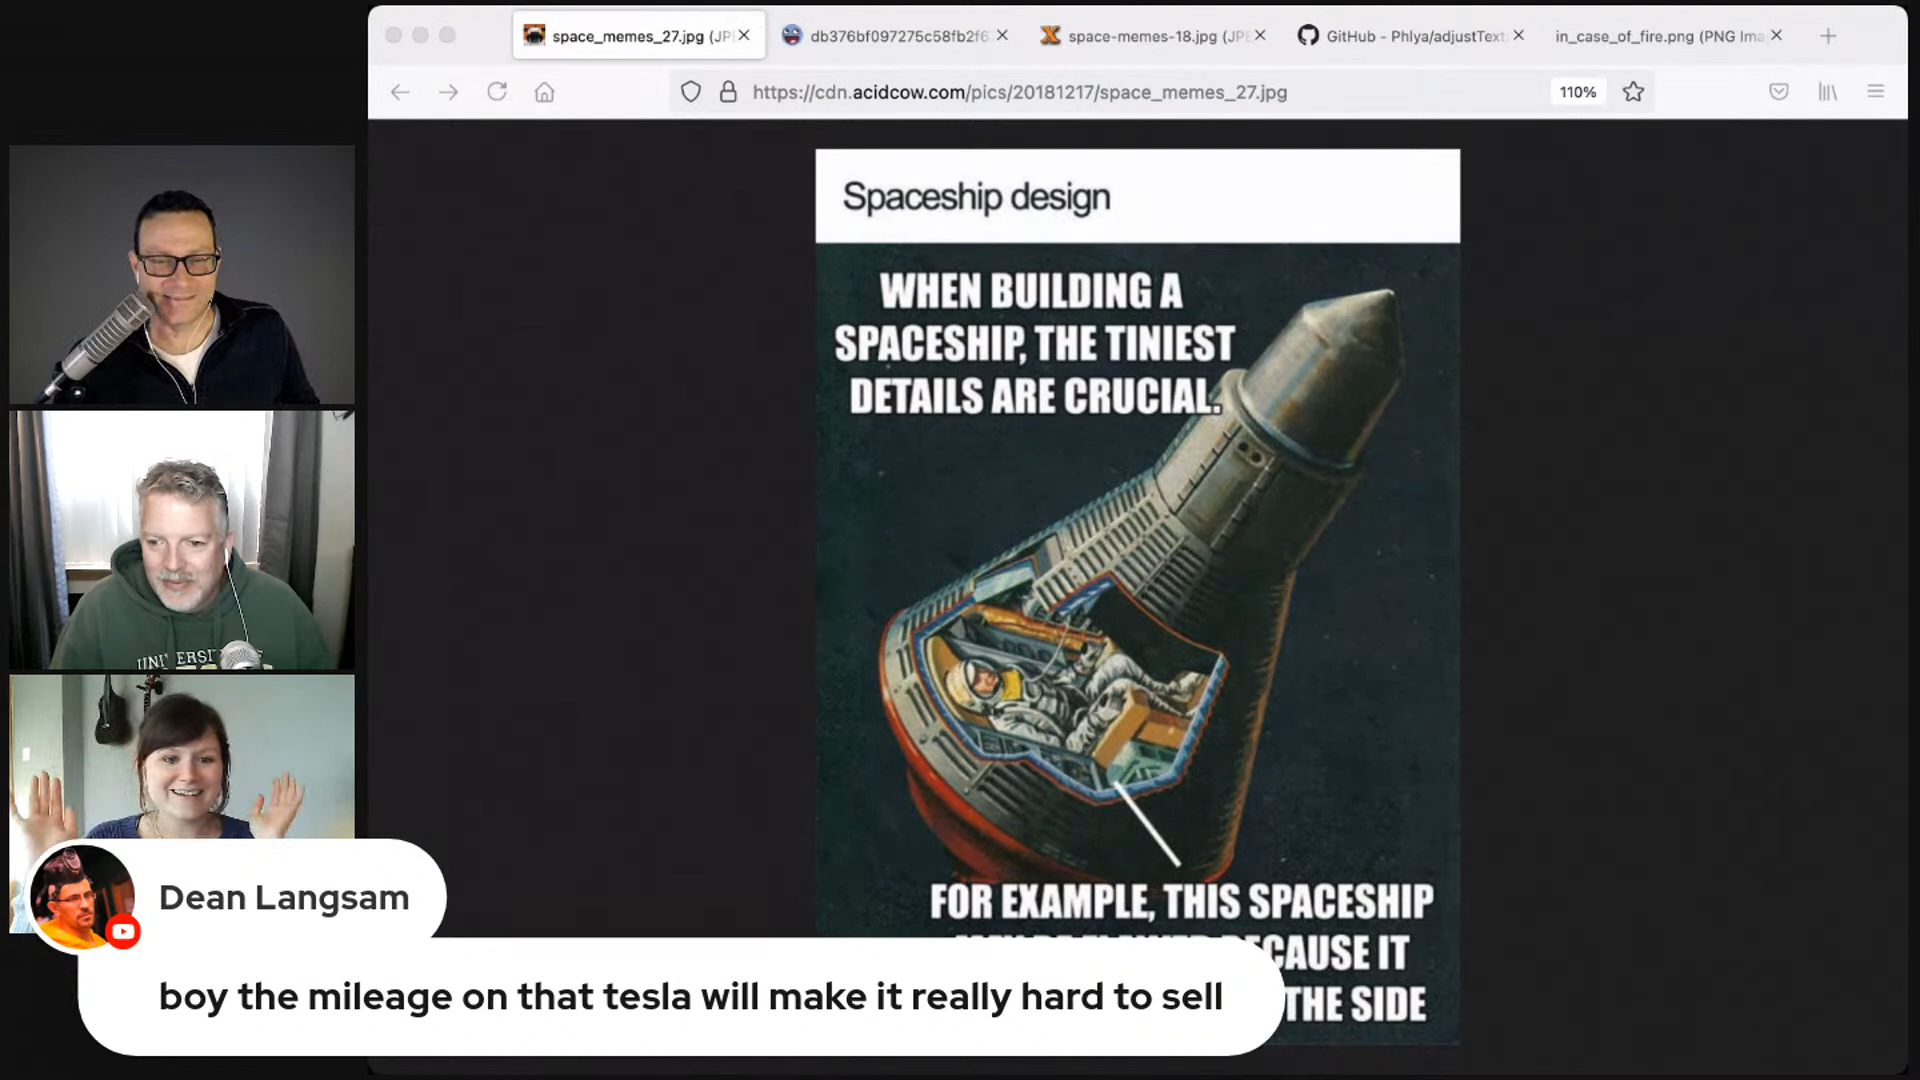 space_memes_27.jpg (JP
db376bf097275c58fb2f6
space-memes-18.jpg (JPE
GitHub - Phlya/adjustText:
in_case_of_fire.png (PNG Ima
https://cdn.acidcow.com/pics/20181217/space_memes_27.jpg
110%
Spaceship design
WHEN BUILDING A
SPACESHIP, THE TINIEST
DETAILS ARE CRUCIAL.
FOR EXAMPLE, THIS SPACESHIP
BECAUSE IT
THE SIDE
Dean Langsam
boy the mileage on that tesla will make it really hard to sell